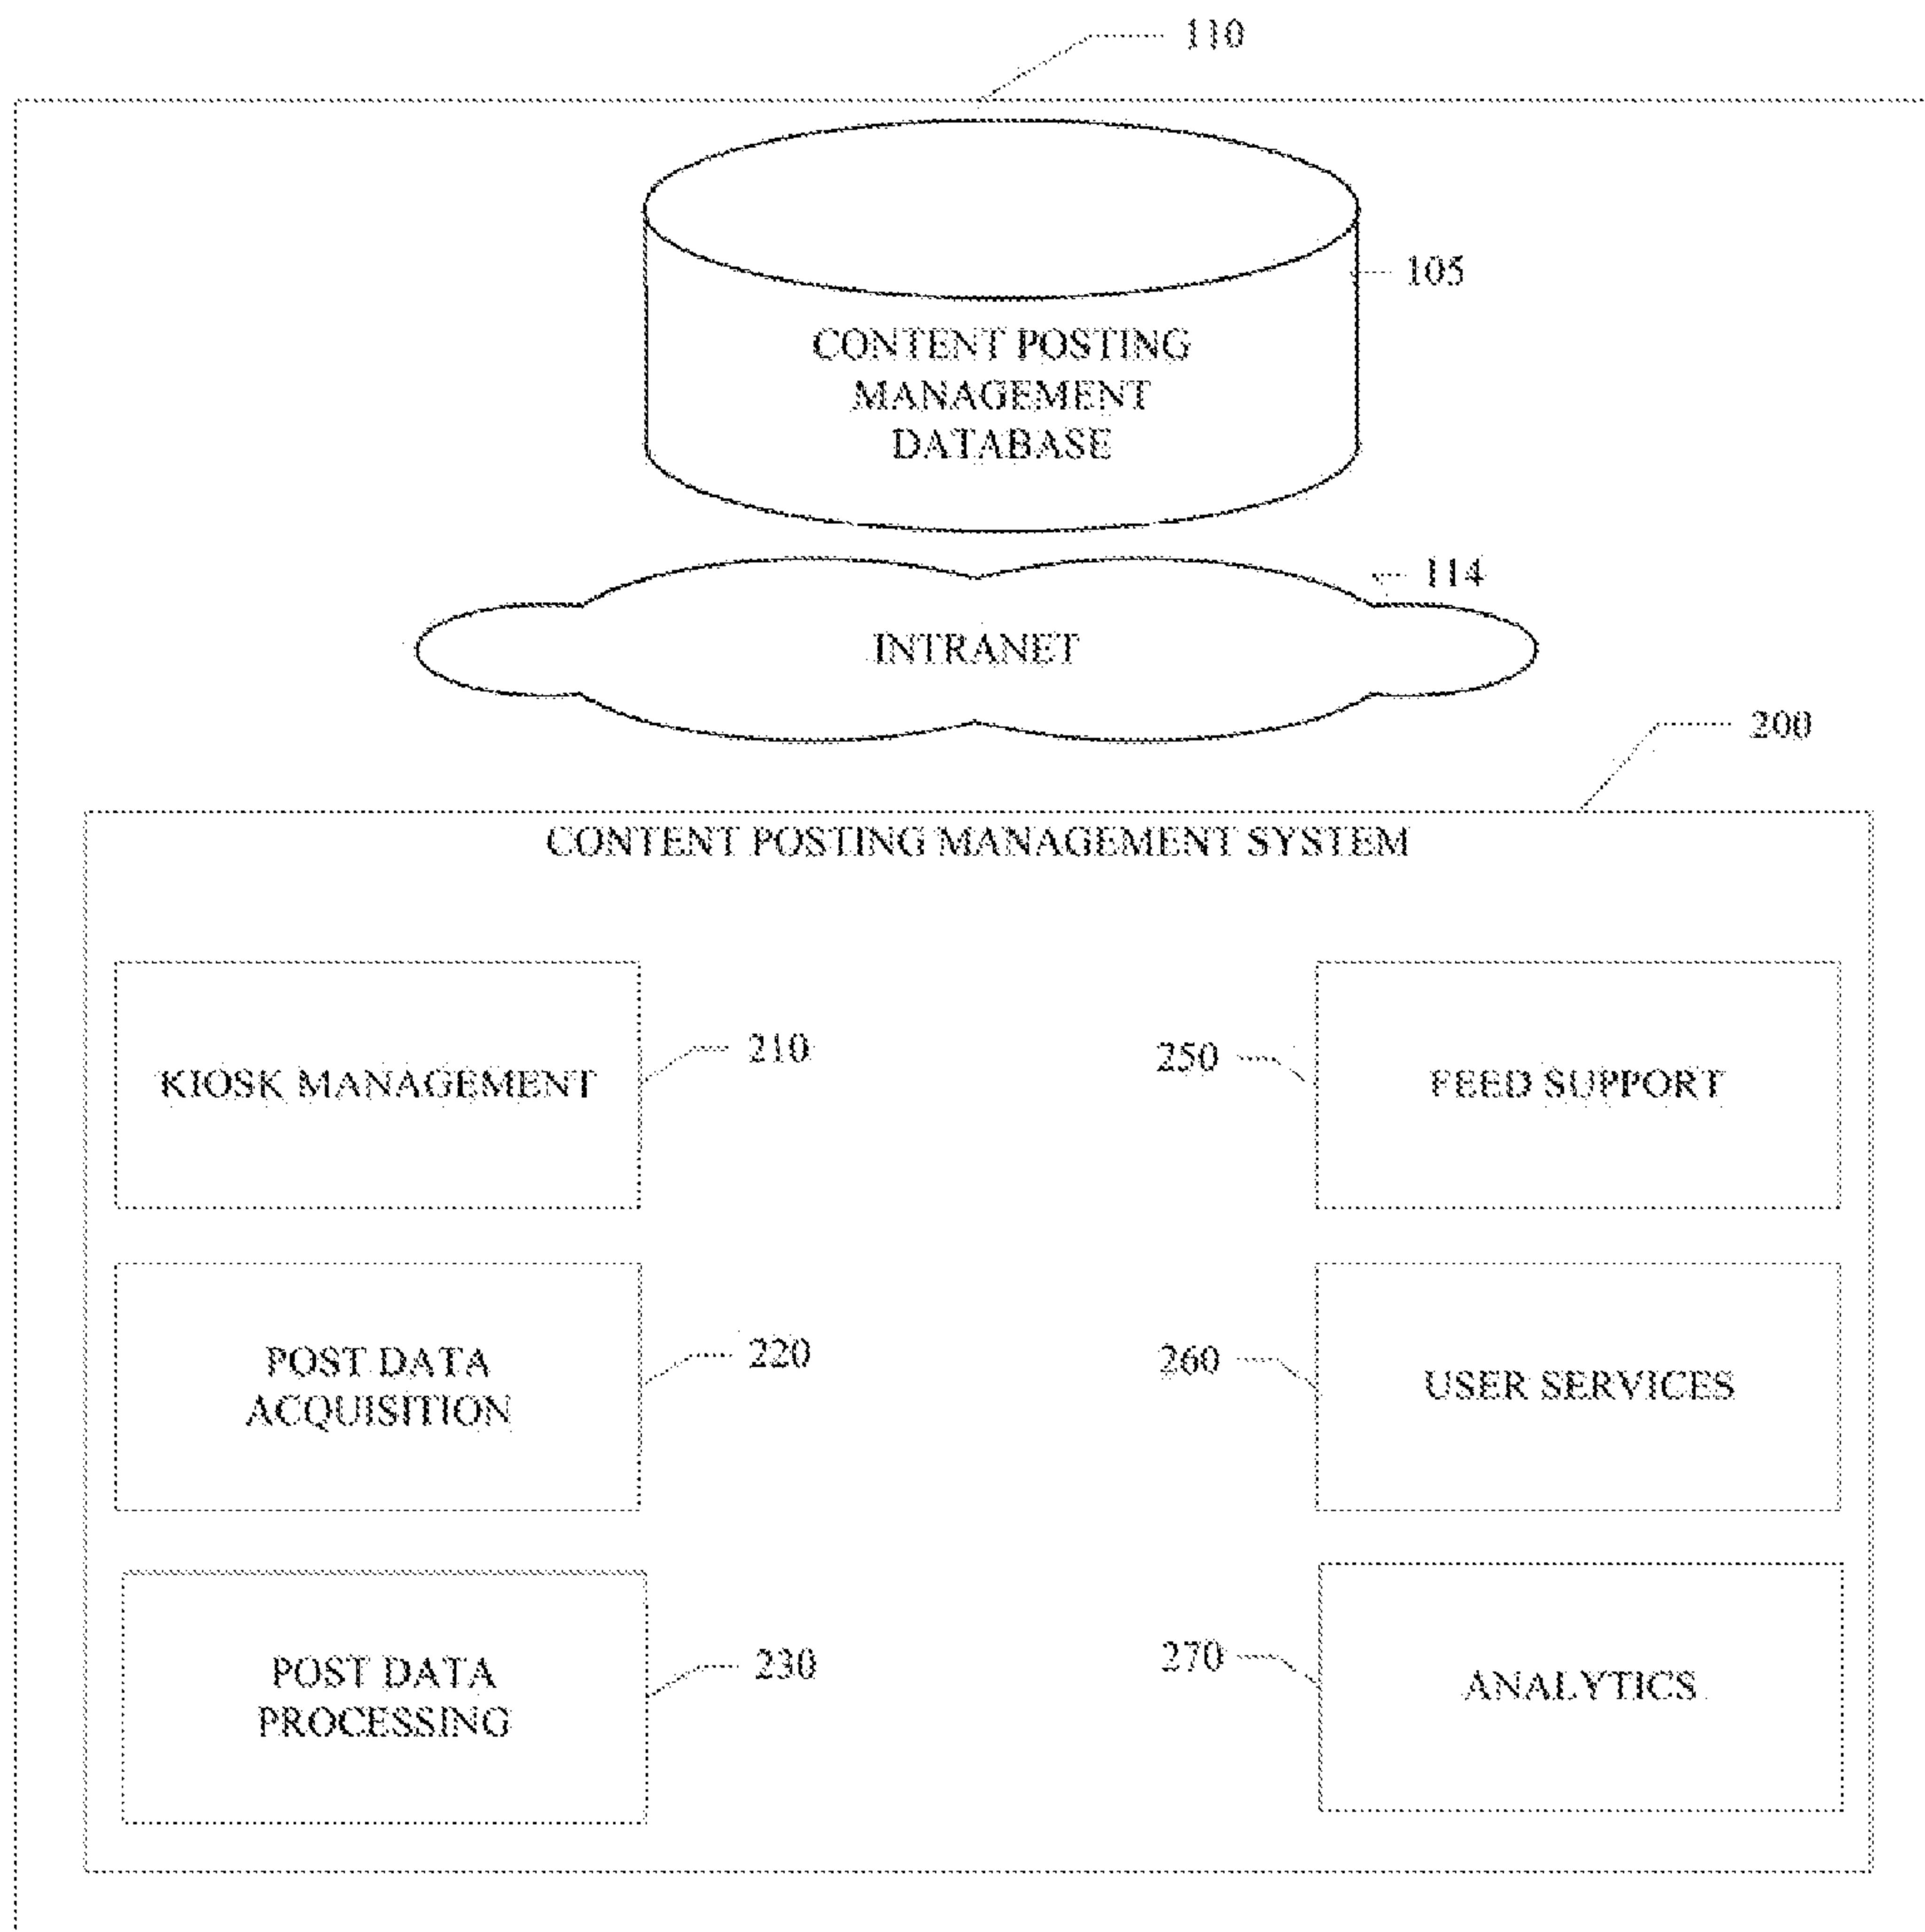 110
105
CONTENT POSTING
MANAGEMENT
DATABASE
114
INTRANET
200
CONTENT POSTING MANAGEMENT SYSTEM
KIOSK MANAGEMENT
210
250
FEED SUPPORT
POST DATA
ACQUISITION
220
260
USER SERVICES
POST DATA
PROCESSING
230
270
ANALYTICS